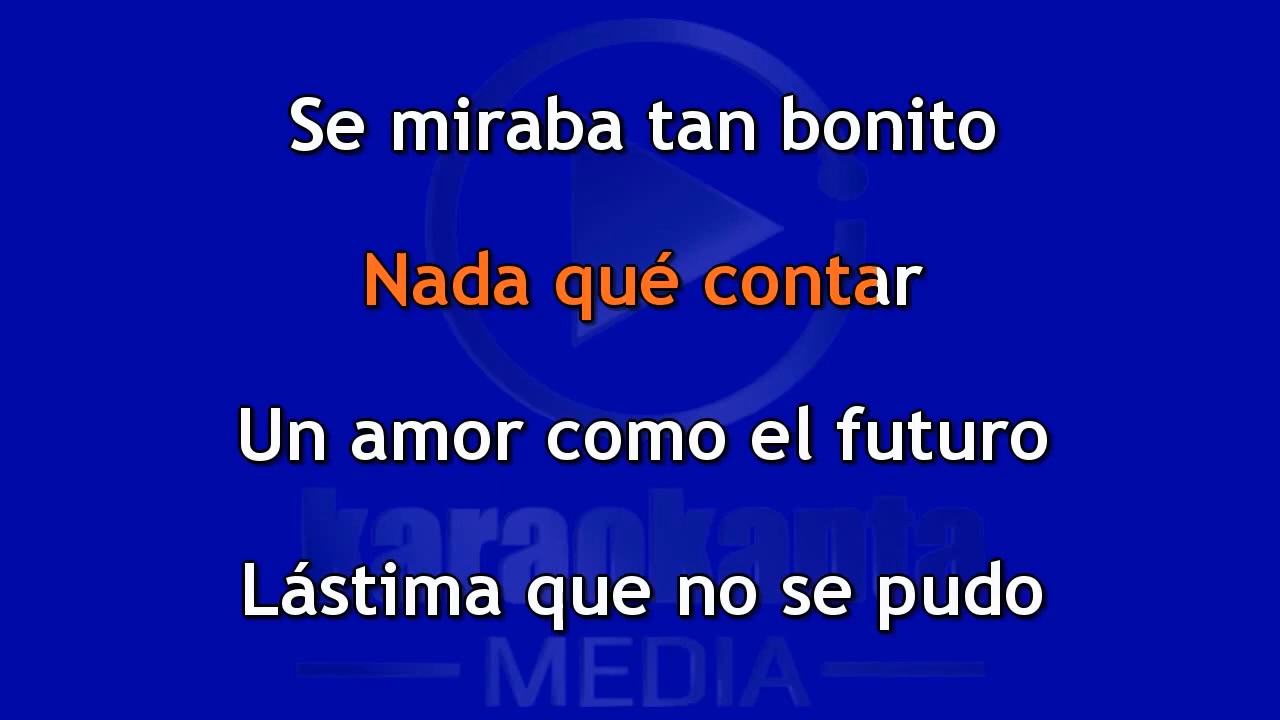 Se miraba tan bonito
Nada qué contar
Un amor como el futuro
karaokanta
Lástima que no se pudo
MEDIA